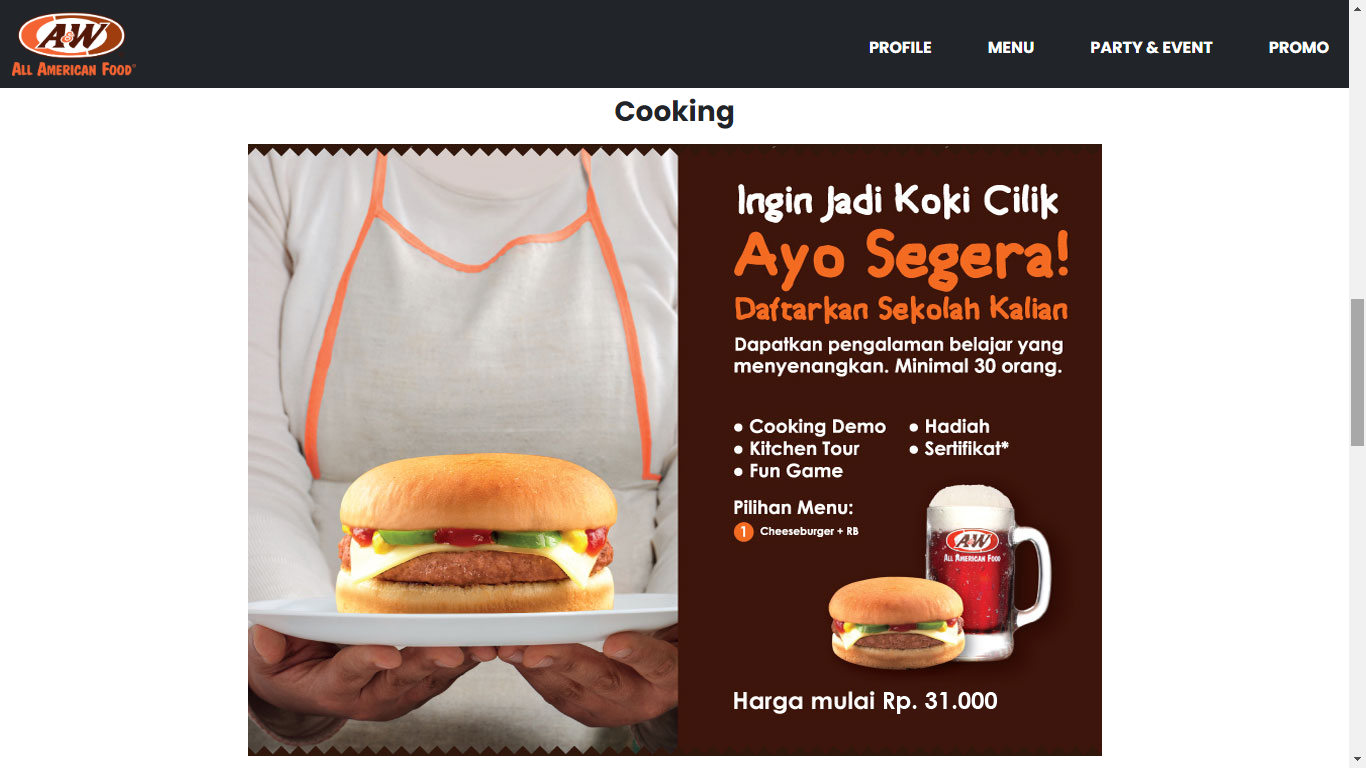 A&W
ALL AMERICAN FOOD
PROFILE MENU PARTY & EVENT PROMO
Cooking
Ingin Jadi Koki Cilik
Ayo Segera!
Daftarkan Sekolah Kalian
Dapatkan pengalaman belajar yang
menyenangkan. Minimal 30 orang.
• Cooking Demo
• Kitchen Tour
• Fun Game
• Hadiah
• Sertifikat*
Pilihan Menu:
1 Cheeseburger + RB
A&W
ALL AMERICAN FOOD
Harga mulai Rp. 31.000